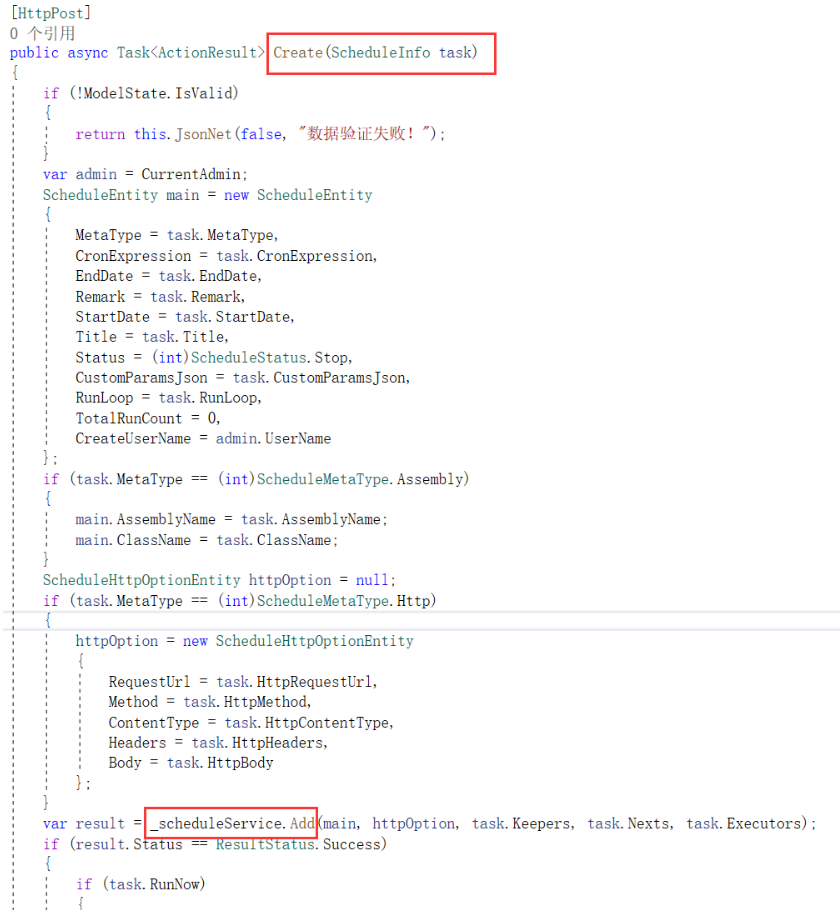 [HttpPost]
0 个引用
public async Task<ActionResult> Create(ScheduleInfo task)
{
if (!ModelState.IsValid)
{
return this.JsonNet(false, "数据验证失败！");
}
var admin = CurrentAdmin;
ScheduleEntity main = new ScheduleEntity
{
MetaType = task.MetaType,
CronExpression = task.CronExpression,
EndDate = task.EndDate,
Remark = task.Remark,
StartDate = task.StartDate,
Title = task.Title,
Status = (int)ScheduleStatus.Stop,
CustomParamsJson = task.CustomParamsJson,
RunLoop = task.RunLoop,
TotalRunCount = 0,
CreateUserName = admin.UserName
};
if (task.MetaType == (int)ScheduleMetaType.Assembly)
{
main.AssemblyName = task.AssemblyName;
main.ClassName = task.ClassName;
}
ScheduleHttpOptionEntity httpOption = null;
if (task.MetaType == (int)ScheduleMetaType.Http)
{
httpOption = new ScheduleHttpOptionEntity
{
RequestUrl = task.HttpRequestUrl,
Method = task.HttpMethod,
ContentType = task.HttpContentType,
Headers = task.HttpHeaders,
Body = task.HttpBody
};
}
var result = _scheduleService.Add(main, httpOption, task.Keepers, task.Nexts, task.Executors);
if (result.Status == ResultStatus.Success)
{
if (task.RunNow)
{